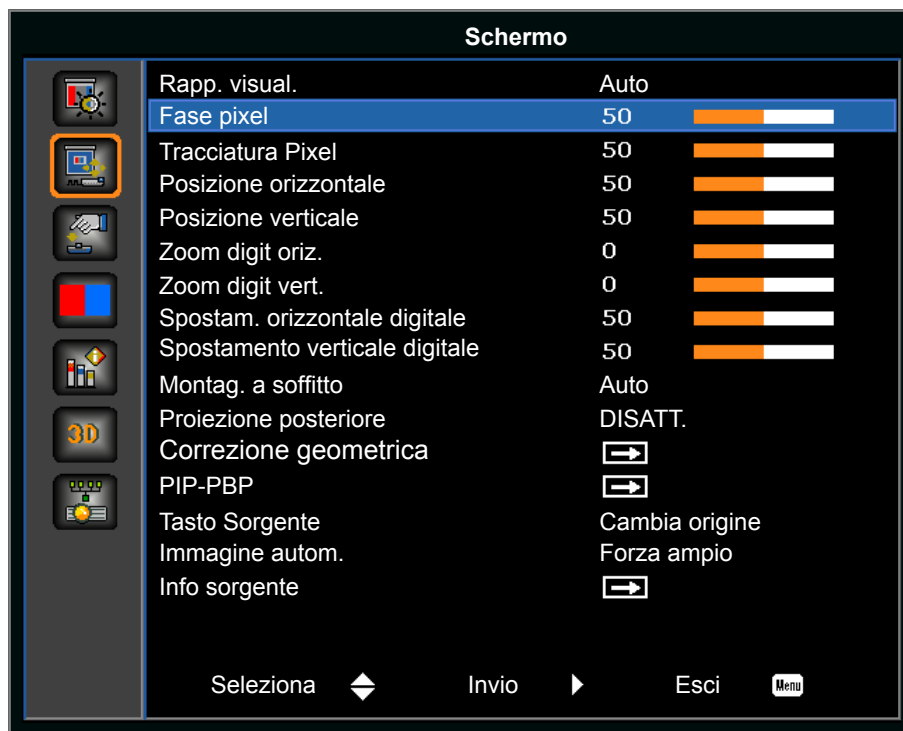 Schermo
Rapp. visual. Auto
Fase pixel 50
Tracciatura Pixel 50
Posizione orizzontale 50
Posizione verticale 50
Zoom digit oriz. 0
Zoom digit vert. 0
Spostam. orizzontale digitale 50
Spostamento verticale digitale 50
Montag. a soffitto Auto
3D
Proiezione posteriore DISATT.
Correzione geometrica
PIP-PBP
Tasto Sorgente Cambia origine
Immagine autom. Forza ampio
Info sorgente
Seleziona Invio Esci Menu